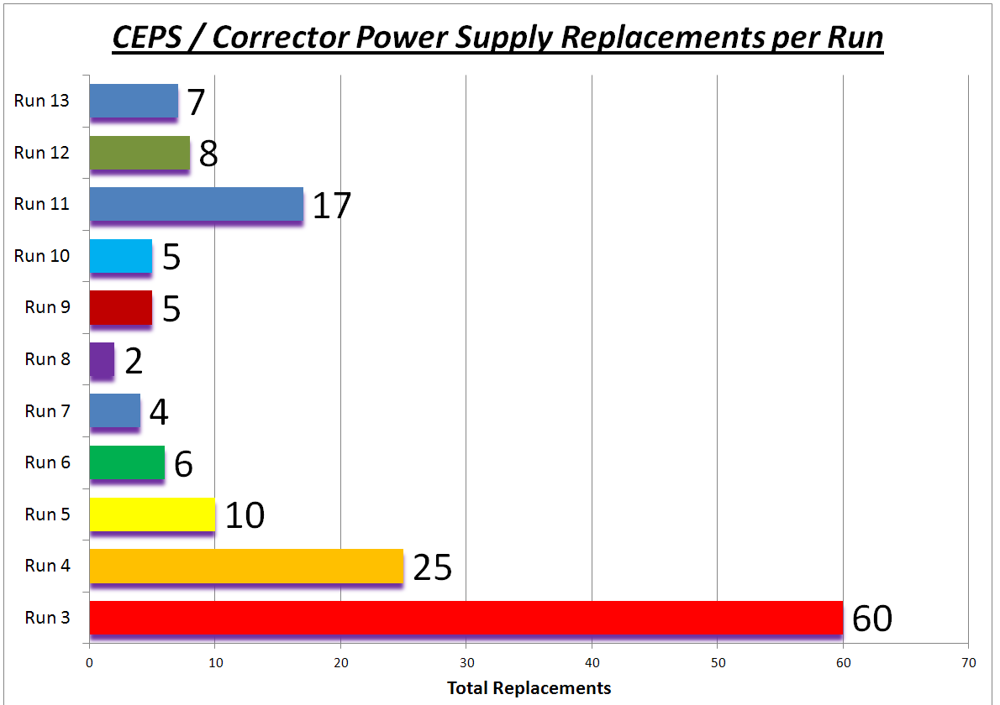 CEPS / Corrector Power Supply Replacements per Run
Run 13 7
Run 12 8
Run 11 17
Run 10 5
Run 9 5
Run 8 2
Run 7 4
Run 6 6
Run 5 10
Run 4 25
Run 3 60
0 10 20 30 40 50 60 70
Total Replacements